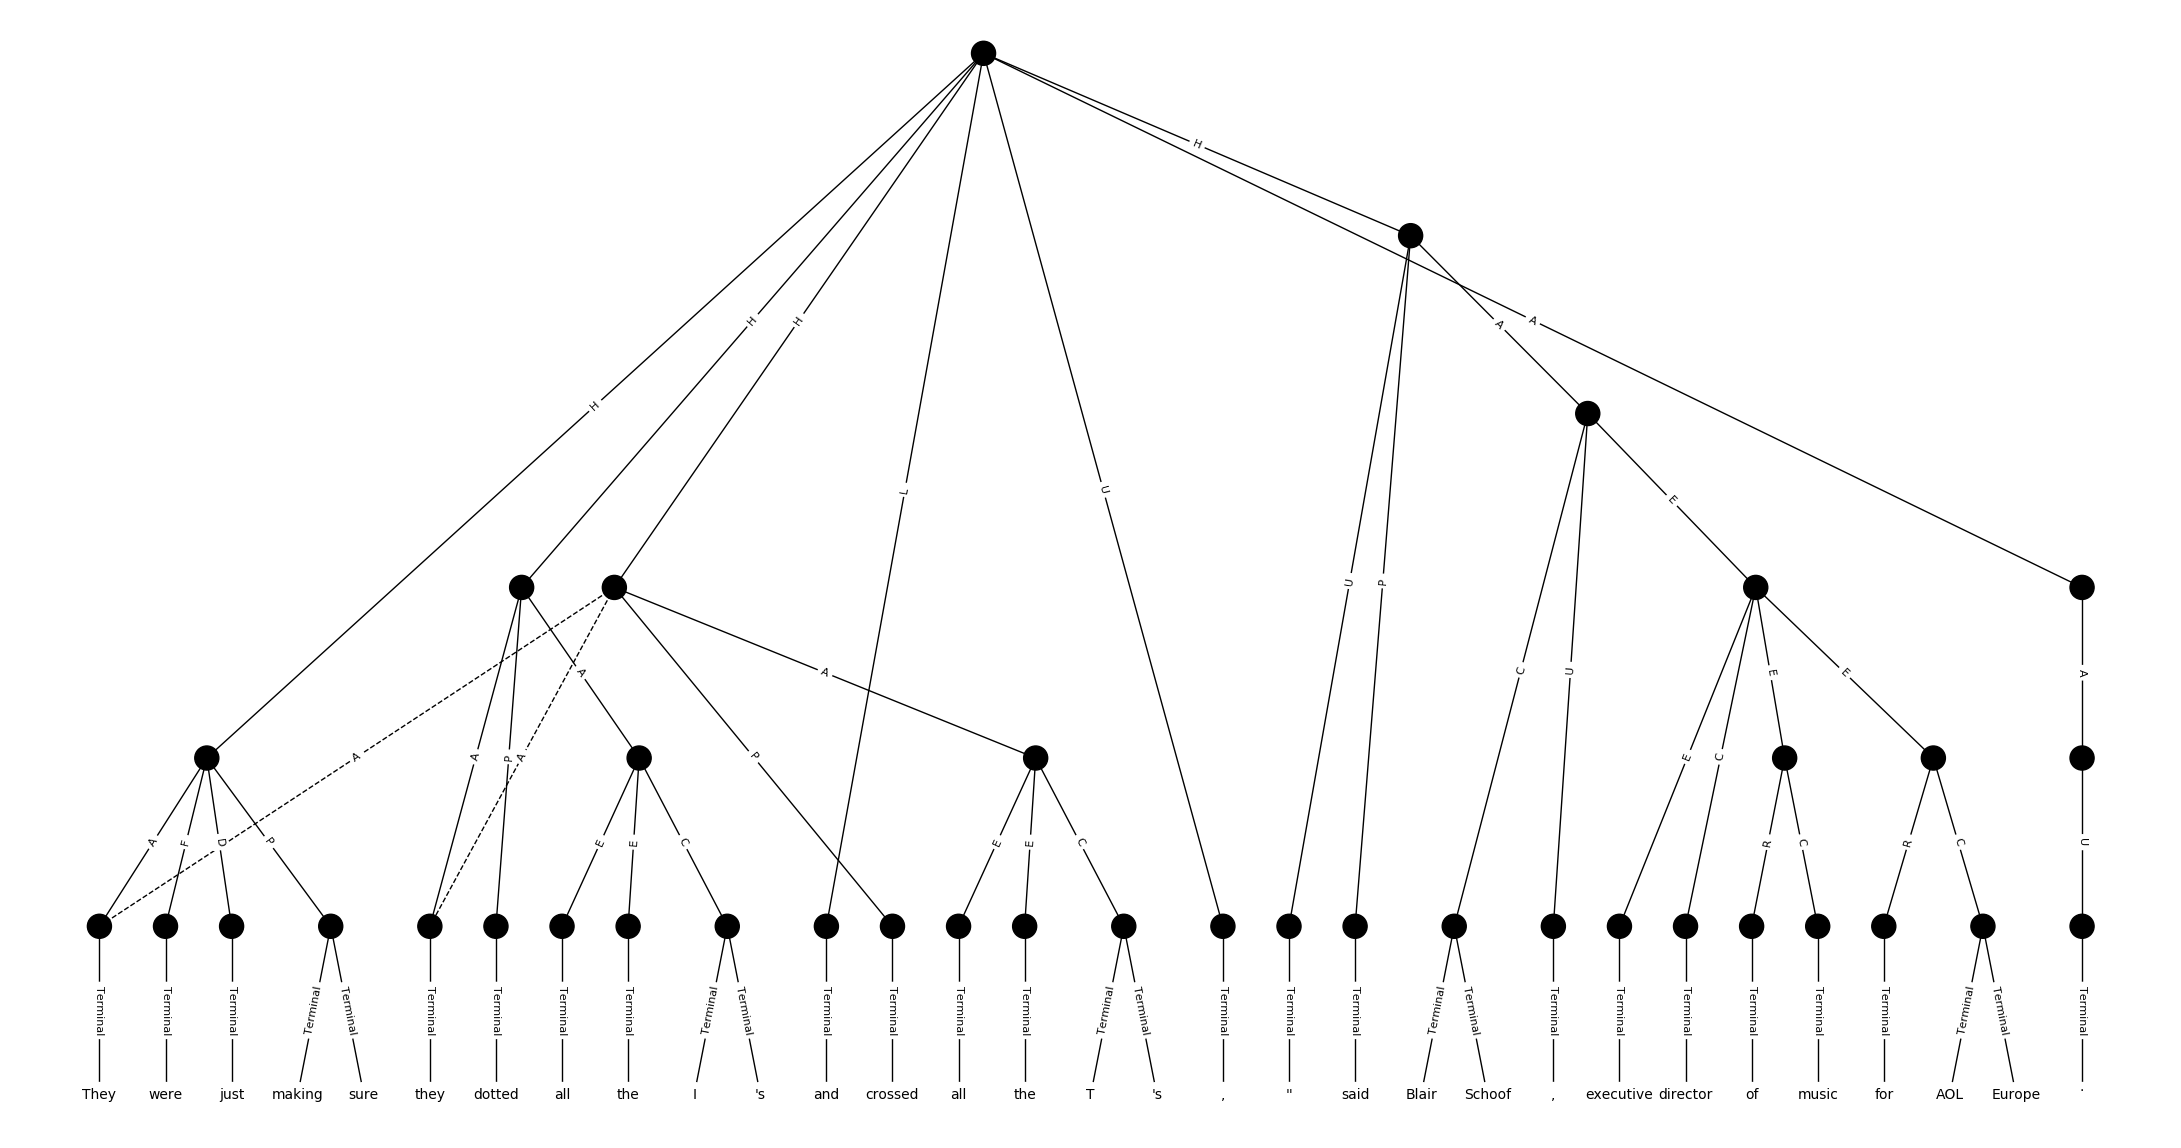 H
H H
A A
H
L U
E
A
U P
C U E E
A A
A P A P A
A F D P E E C E E C R C R C U
E C
Terminal Terminal Terminal Terminal Terminal Terminal Terminal Terminal Terminal Terminal Terminal Terminal Terminal Terminal Terminal Terminal Terminal Terminal Terminal Terminal Terminal Terminal Terminal Terminal Terminal Terminal Terminal Terminal Terminal Terminal Terminal
They were just making sure they dotted all the I 's and crossed all the T 's , " said Blair Schoof , executive director of music for AOL Europe .